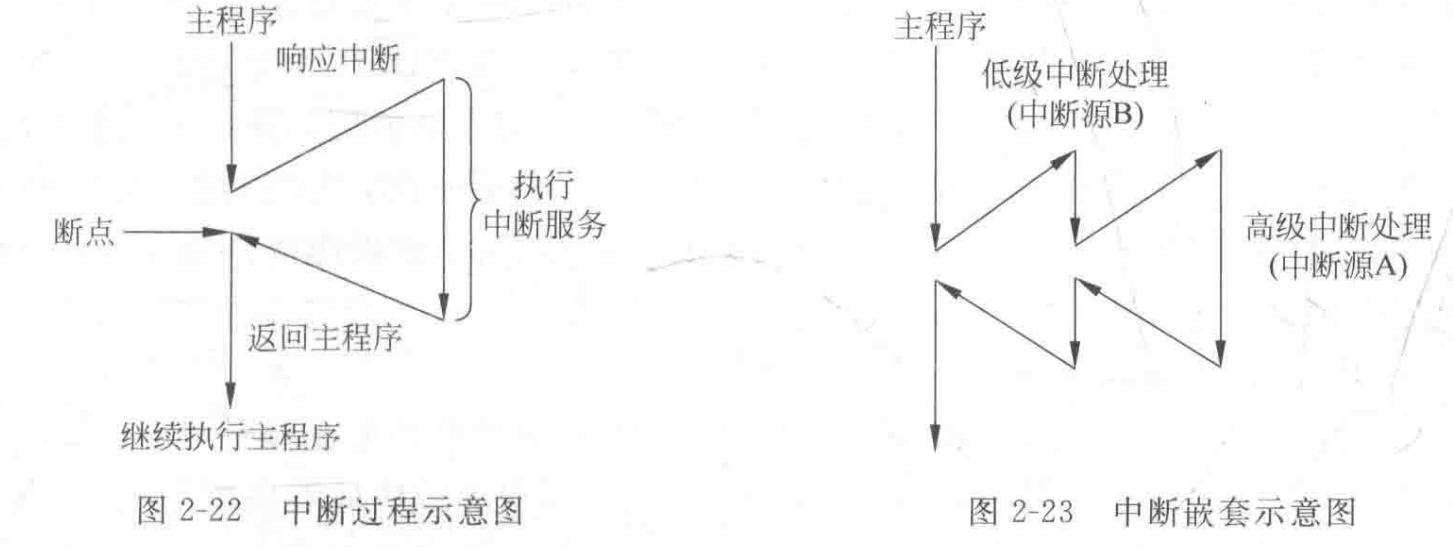 主程序
响应中断
执行
中断服务
断点
返回主程序
继续执行主程序
图 2-22 中断过程示意图
主程序
低级中断处理
(中断源B)
高级中断处理
(中断源A)
图 2-23 中断嵌套示意图